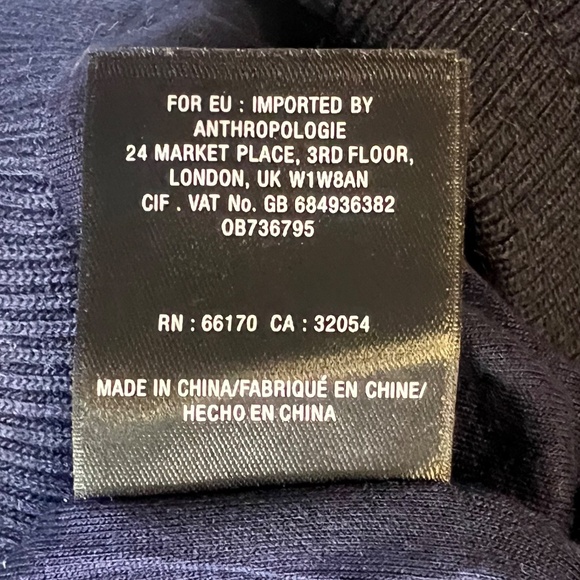 FOR EU : IMPORTED BY
ANTHROPOLOGIE
24 MARKET PLACE, 3RD FLOOR,
LONDON, UK W1W8AN
CIF . VAT No. GB 684936382
OB736795
RN : 66170 CA : 32054
MADE IN CHINA/FABRIQUÉ EN CHINE/
HECHO EN CHINA